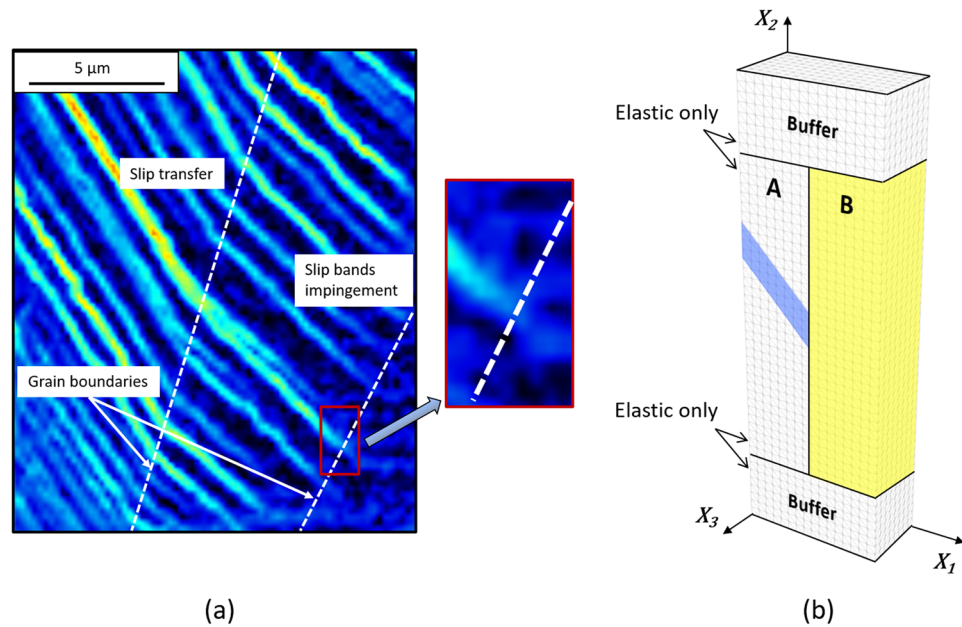 5 µm
Slip transfer
Slip bands
impingement
Grain boundaries
(a)
X₂
Elastic only
Buffer
A
B
Elastic only
Buffer
X₃
X₁
(b)